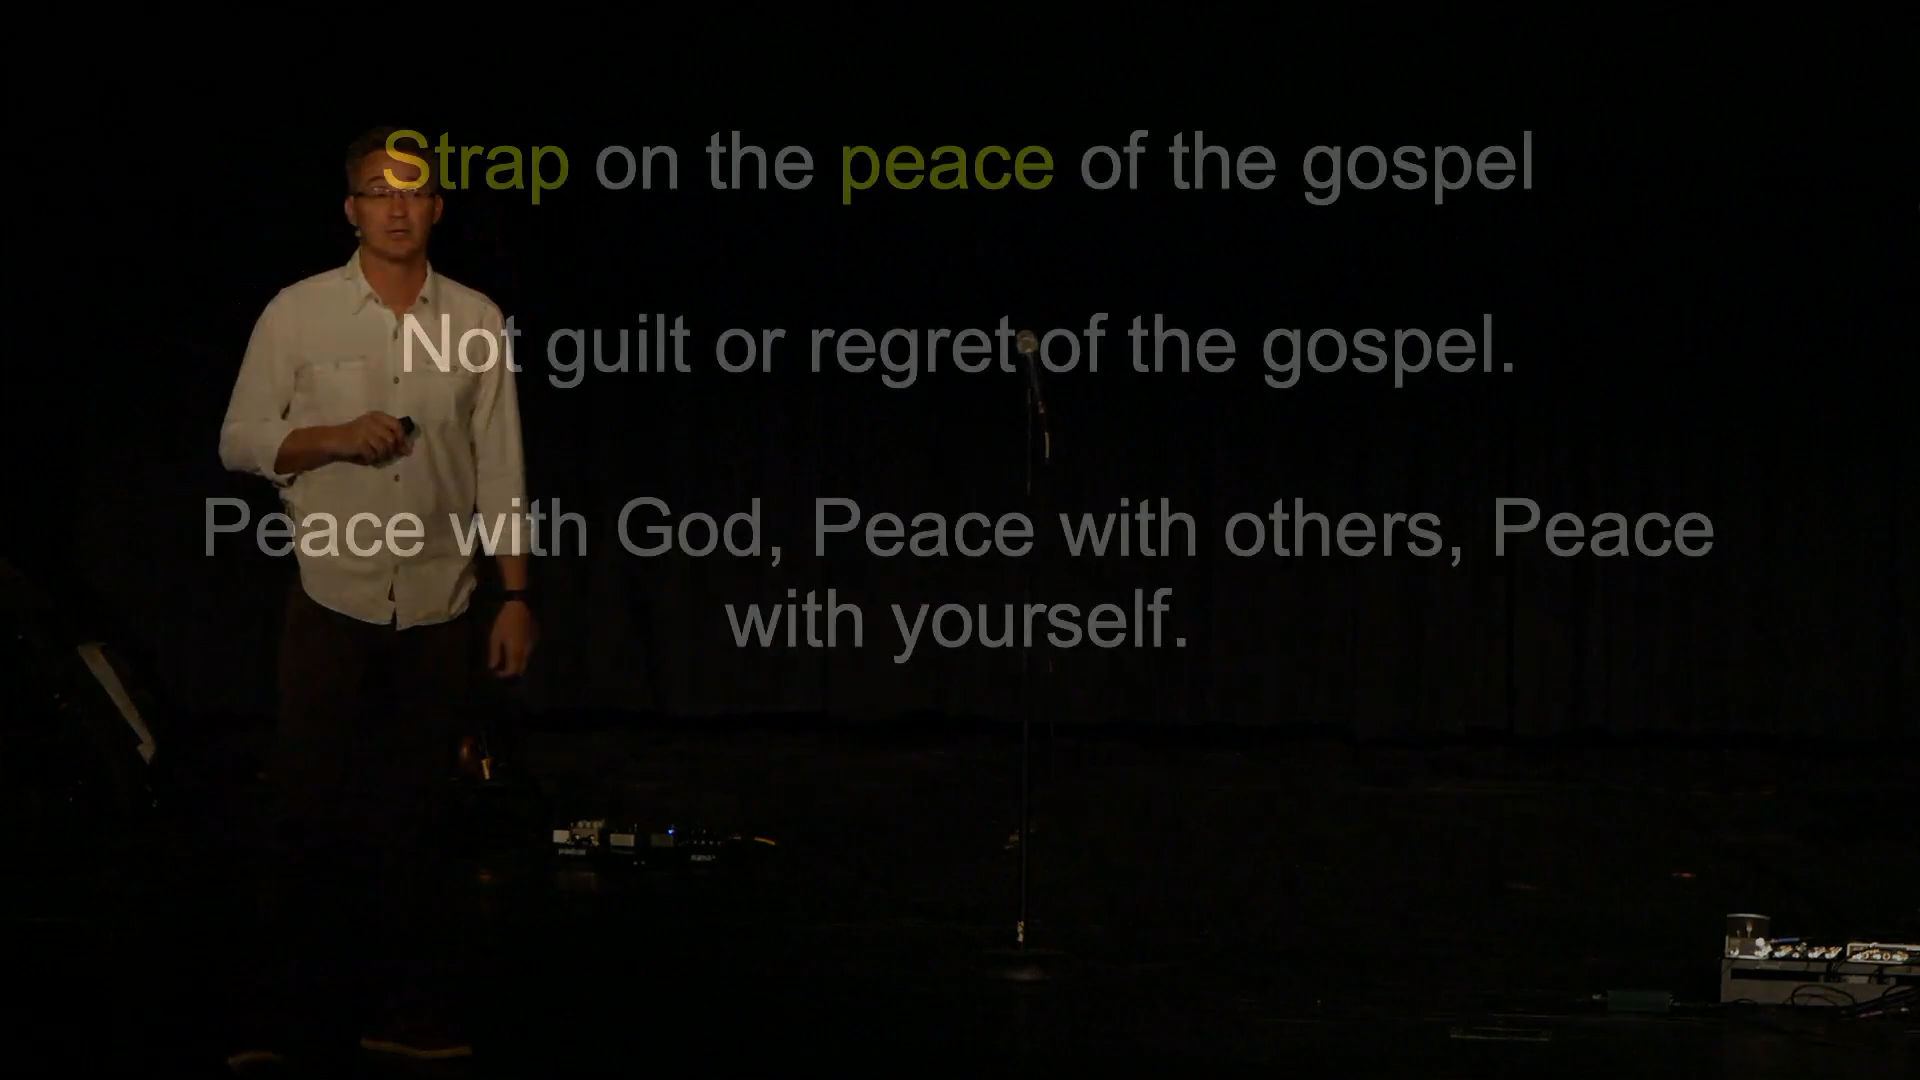 Strap on the peace of the gospel
Not guilt or regret of the gospel.
Peace with God, Peace with others, Peace
with yourself.